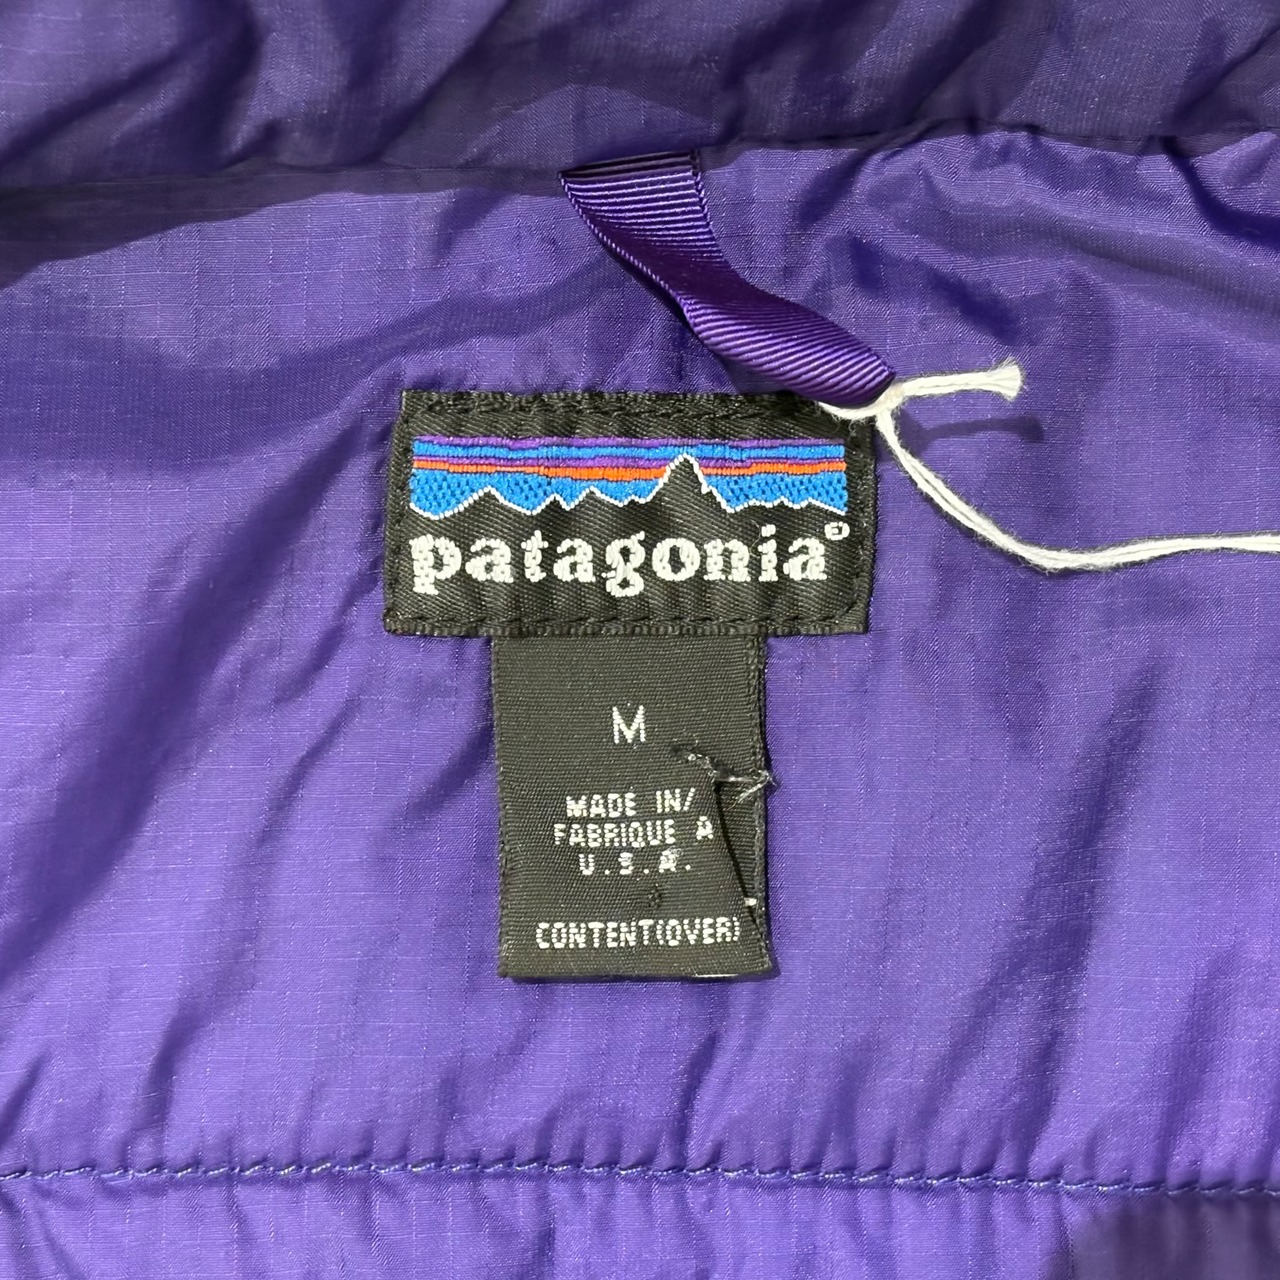 patagonia®
M
MADE IN/
FABRIQUE A
U.S.A.
CONTENT(OVER)